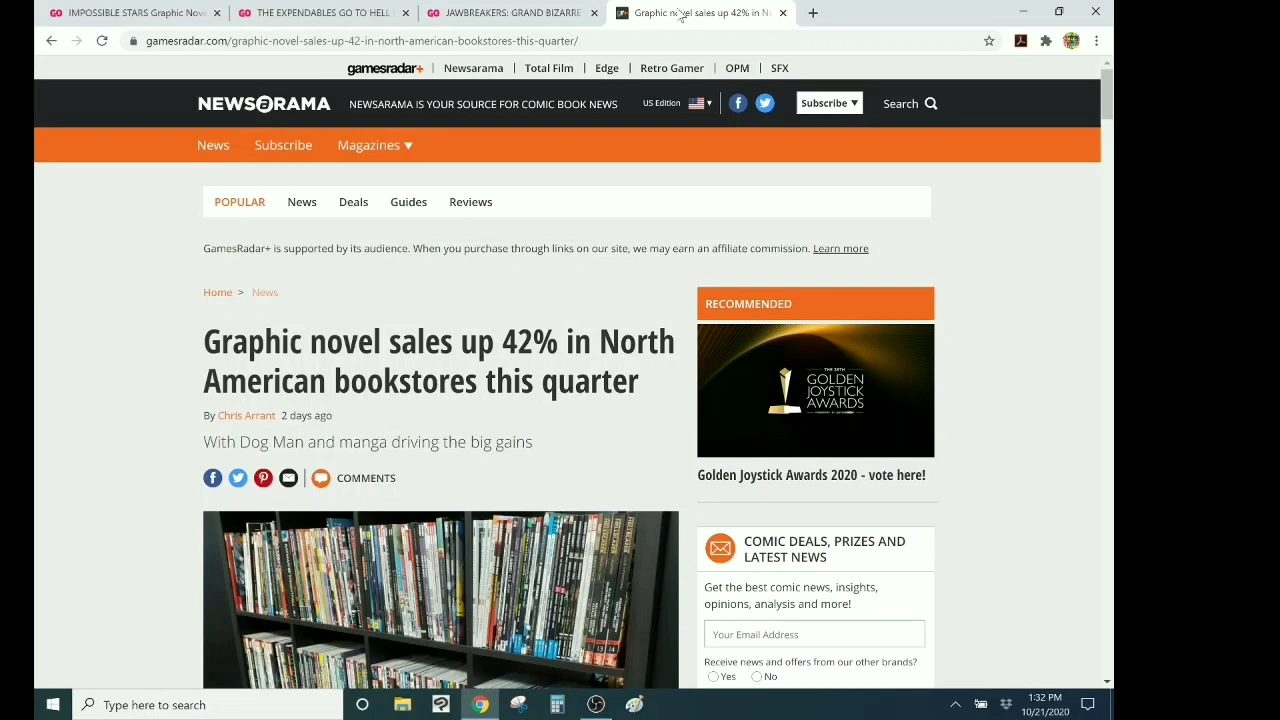 IMPOSSIBLE STARS Graphic Nove
THE EXPENDABLES GO TO HELL
JAWBREAKERS: GRAND BIZARRE
Graphic novel sales up 42% in N
gamesradar.com/graphic-novel-sales-up-42-in-north-american-bookstores-this-quarter/
gamesradar+ Newsarama Total Film Edge Retro Gamer OPM SFX
NEWSARAMA NEWSARAMA IS YOUR SOURCE FOR COMIC BOOK NEWS US Edition Subscribe Search
News Subscribe Magazines
POPULAR News Deals Guides Reviews
GamesRadar+ is supported by its audience. When you purchase through links on our site, we may earn an affiliate commission. Learn more
Home > News
Graphic novel sales up 42% in North
American bookstores this quarter
By Chris Arrant 2 days ago
With Dog Man and manga driving the big gains
COMMENTS
RECOMMENDED
GOLDEN
JOYSTICK
AWARDS
Golden Joystick Awards 2020 - vote here!
COMIC DEALS, PRIZES AND
LATEST NEWS
Get the best comic news, insights,
opinions, analysis and more!
Your Email Address
Receive news and offers from our other brands?
Yes No
Type here to search
1:32 PM
10/21/2020